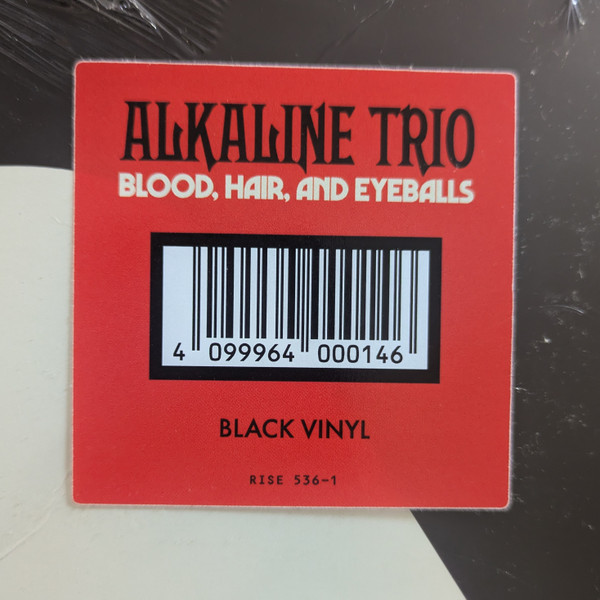 ALKALINE TRIO
BLOOD, HAIR, AND EYEBALLS
4 099964 000146
BLACK VINYL
RISE 536-1